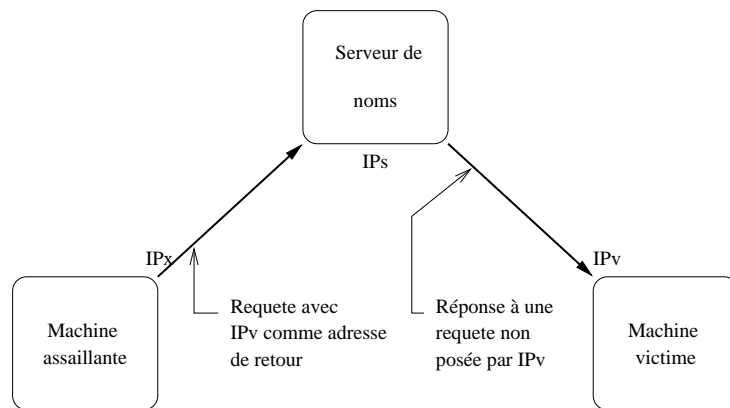 Serveur de
noms
IPs
IPx
IPv
Machine
assaillante
Requete avec
IPv comme adresse
de retour
Réponse à une
requete non
posée par IPv
Machine
victime